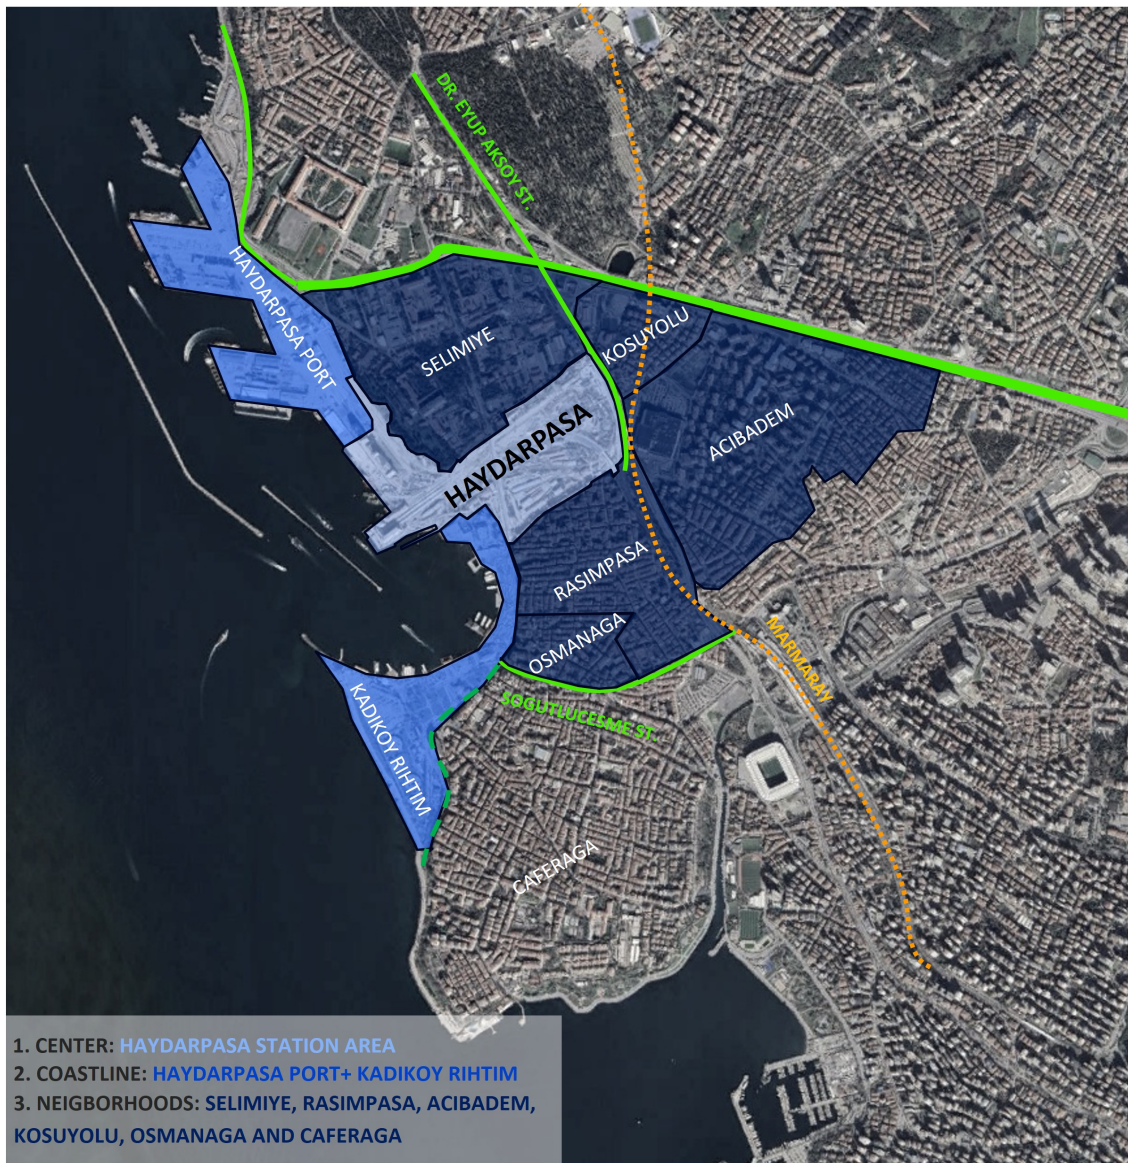 DR. EYUP AKSOY ST.
HAYDARPASA PORT
SELIMIYE
KOSUYOLU
ACIBADEM
HAYDARPASA
RASIMPASA
OSMANAGA
MARMARAY
SOGUTLUCESME ST.
KADIKOY RIHTIM
CAFERAGA
1. CENTER: HAYDARPASA STATION AREA
2. COASTLINE: HAYDARPASA PORT+ KADIKOY RIHTIM
3. NEIGBORHOODS: SELIMIYE, RASIMPASA, ACIBADEM,
KOSUYOLU, OSMANAGA AND CAFERAGA